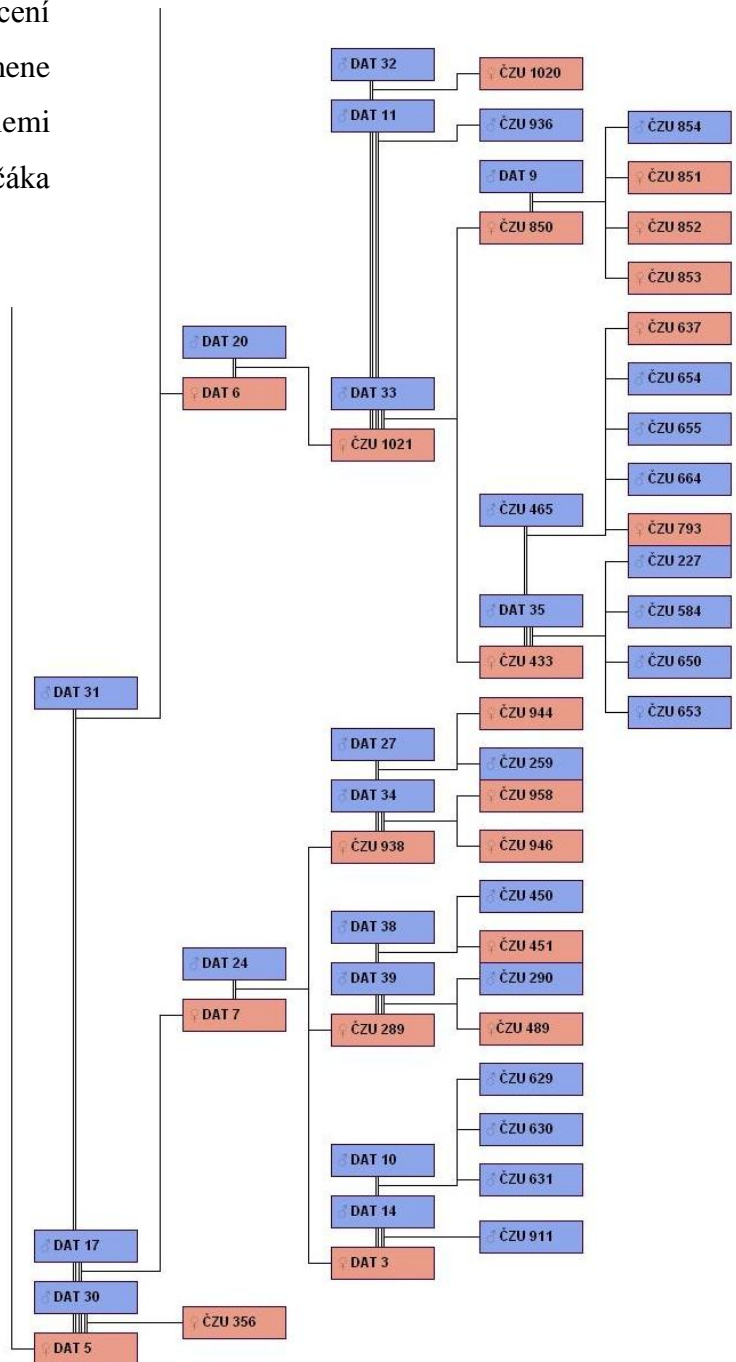 cení
nene
čáka
♂ DAT 32
♀ ČZU 1020
♂ DAT 11
♂ ČZU 936
♂ ČZU 854
♂ DAT 9
♀ ČZU 851
♀ ČZU 850
♀ ČZU 852
♀ ČZU 853
♀ ČZU 637
♂ DAT 20
♂ ČZU 654
♀ DAT 6
♂ DAT 33
♂ ČZU 655
♀ ČZU 1021
♂ ČZU 664
♂ ČZU 465
♀ ČZU 793
♂ ČZU 227
♂ DAT 35
♂ ČZU 584
♀ ČZU 433
♂ ČZU 650
♂ DAT 31
♀ ČZU 944
♀ ČZU 653
♂ DAT 27
♂ ČZU 259
♂ DAT 34
♀ ČZU 958
♀ ČZU 938
♀ ČZU 946
♂ ČZU 450
♂ DAT 38
♀ ČZU 451
♂ DAT 24
♂ DAT 39
♂ ČZU 290
♀ DAT 7
♀ ČZU 289
♀ČZU 489
♂ ČZU 629
♂ ČZU 630
♂ DAT 10
♂ ČZU 631
♂ DAT 14
♂ ČZU 911
♂ DAT 17
♀ DAT 3
♂ DAT 30
♀ ČZU 356
♀ DAT 5